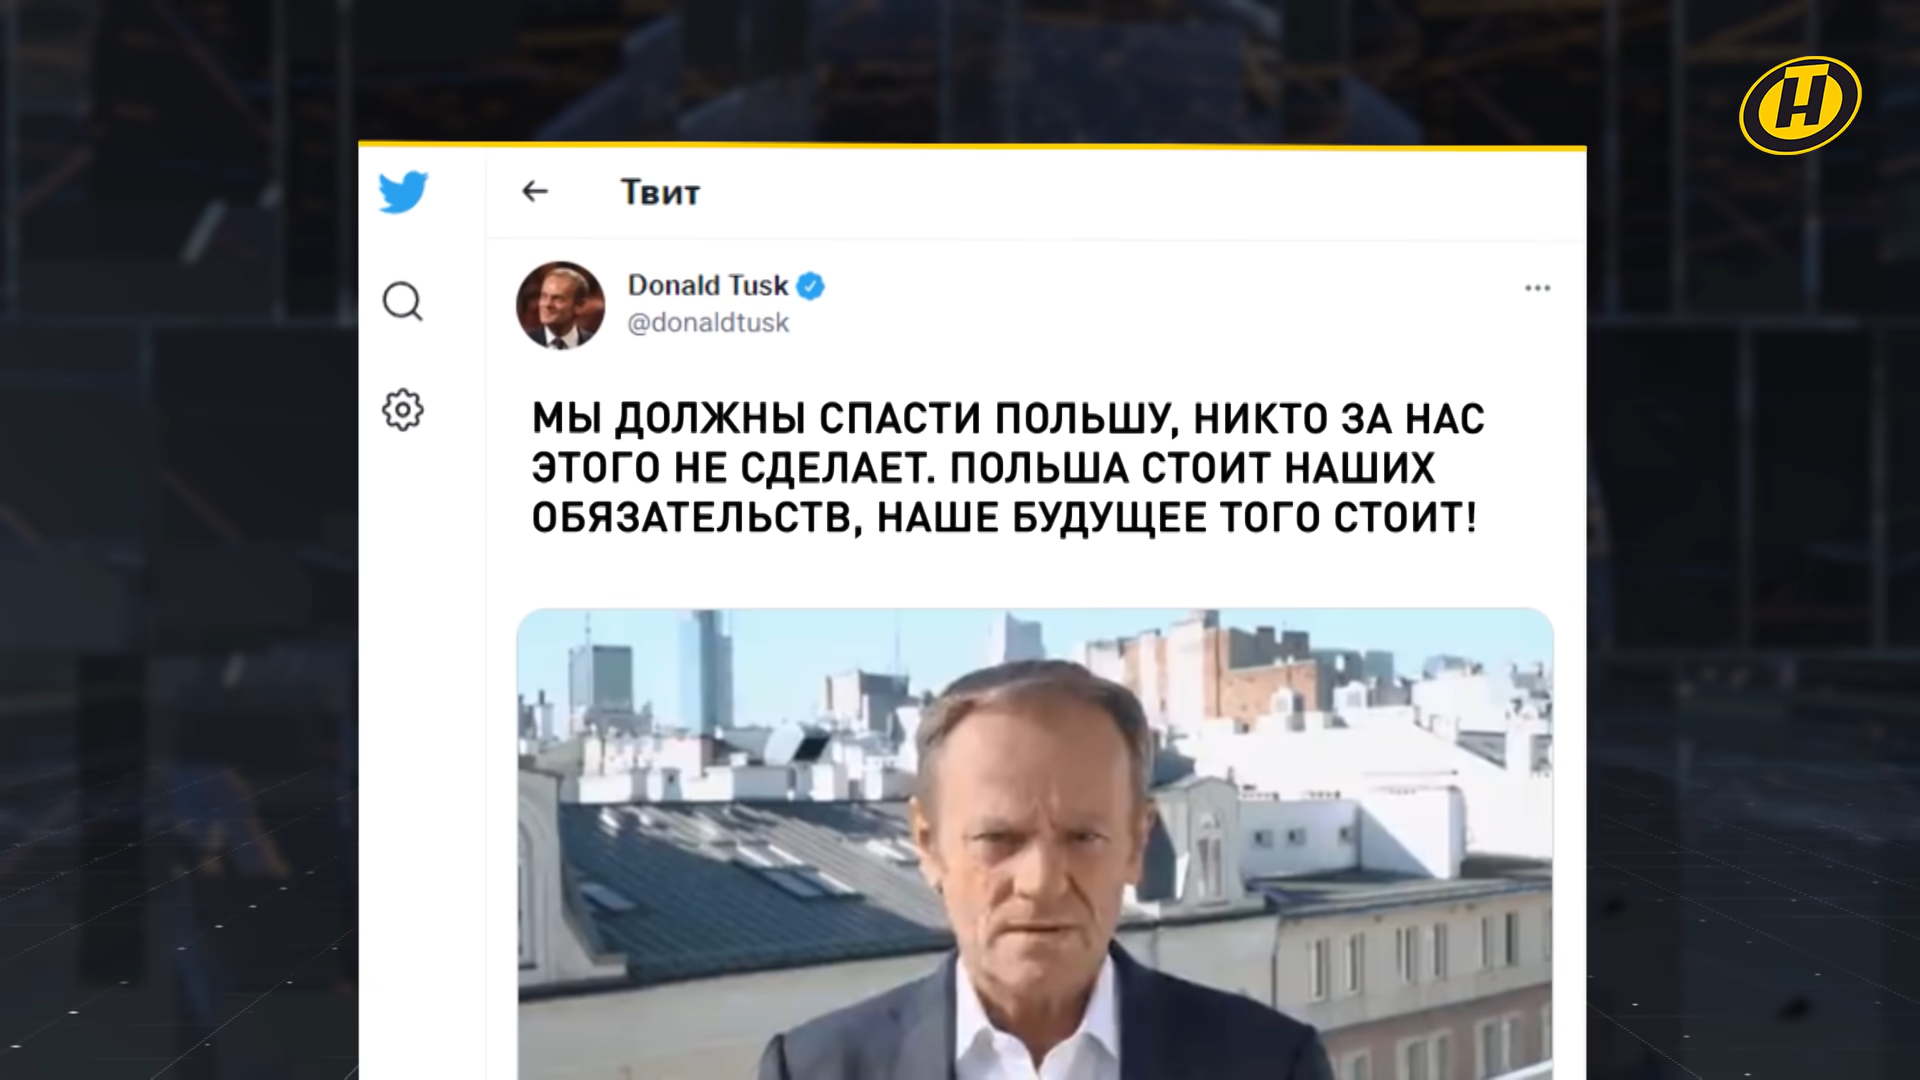 НТ
Твит
Donald Tusk
@donaldtusk
МЫ ДОЛЖНЫ СПАСТИ ПОЛЬШУ, НИКТО ЗА НАС
ЭТОГО НЕ СДЕЛАЕТ. ПОЛЬША СТОИТ НАШИХ
ОБЯЗАТЕЛЬСТВ, НАШЕ БУДУЩЕЕ ТОГО СТОИТ!